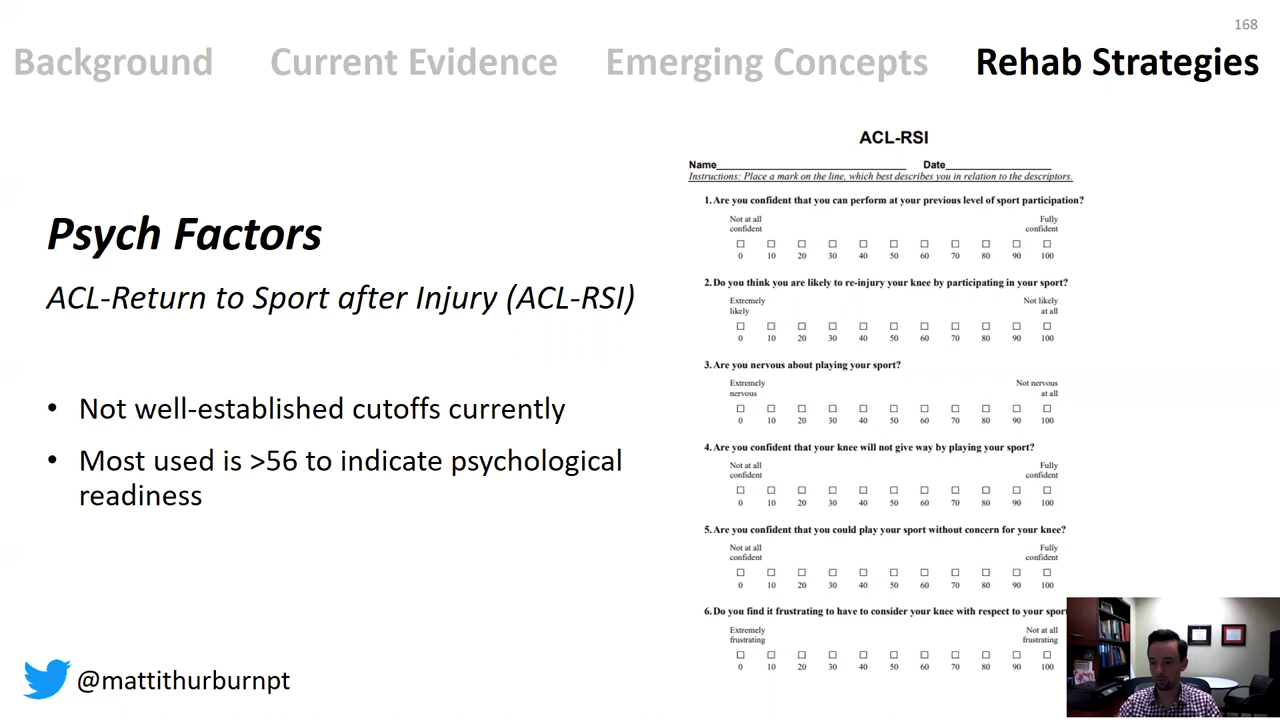 168
Background Current Evidence Emerging Concepts Rehab Strategies
Psych Factors
ACL-Return to Sport after Injury (ACL-RSI)
• Not well-established cutoffs currently
• Most used is >56 to indicate psychological
readiness
@mattithurburnpt
ACL-RSI
Name Date
Instructions: Place a mark on the line, which best describes you in relation to the descriptors.
1. Are you confident that you can perform at your previous level of sport participation?
Not at all Fully
confident confident
0 10 20 30 40 50 60 70 80 90 100
2. Do you think you are likely to re-injury your knee by participating in your sport?
Extremely Not likely
likely at all
0 10 20 30 40 50 60 70 80 90 100
3. Are you nervous about playing your sport?
Extremely Not nervous
nervous at all
0 10 20 30 40 50 60 70 80 90 100
4. Are you confident that your knee will not give way by playing your sport?
Not at all Fully
confident confident
0 10 20 30 40 50 60 70 80 90 100
5. Are you confident that you could play your sport without concern for your knee?
Not at all Fully
confident confident
0 10 20 30 40 50 60 70 80 90 100
6. Do you find it frustrating to have to consider your knee with respect to your sport
Extremely Not at all
frustrating frustrating
0 10 20 30 40 50 60 70 80 90 100